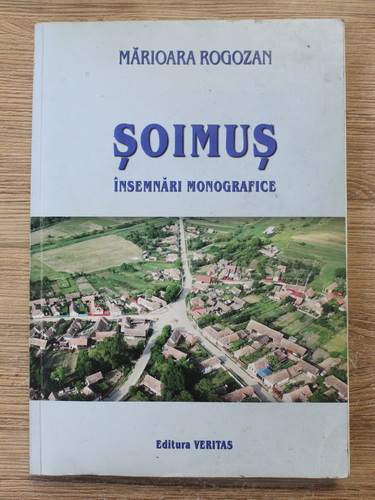 MĂRIOARA ROGOZAN
ȘOIMUȘ
ÎNSEMNĂRI MONOGRAFICE
Editura VERITAS